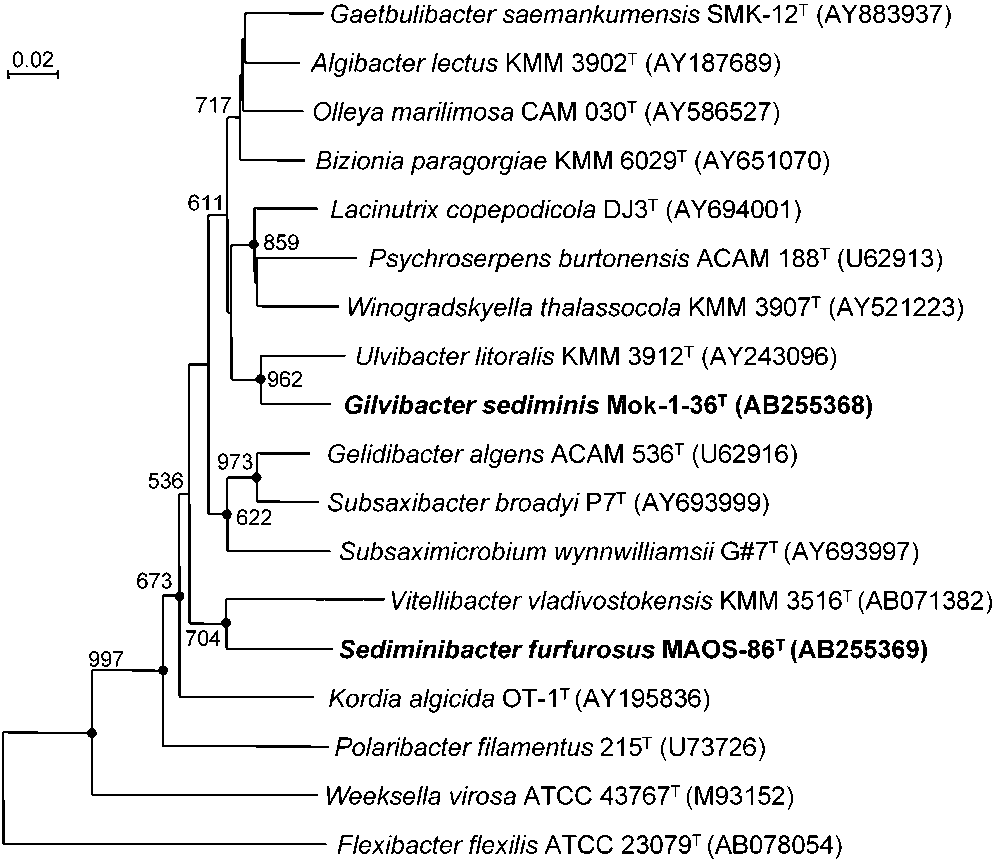 Gaetbulibacter saemankumensis SMK-12ᵀ (AY883937)
0.02
Algibacter lectus KMM 3902ᵀ (AY187689)
717
Olleya marilimosa CAM 030ᵀ (AY586527)
Bizionia paragorgiae KMM 6029ᵀ (AY651070)
611
Lacinutrix copepodicola DJ3ᵀ (AY694001)
859
Psychroserpens burtonensis ACAM 188ᵀ (U62913)
Winogradskyella thalassocola KMM 3907ᵀ (AY521223)
Ulvibacter litoralis KMM 3912ᵀ (AY243096)
962
Gilvibacter sediminis Mok-1-36ᵀ (AB255368)
973
Gelidibacter algens ACAM 536ᵀ (U62916)
536
Subsaxibacter broadyi P7ᵀ (AY693999)
622
Subsaximicrobium wynnwilliamsii G#7ᵀ (AY693997)
673
Vitellibacter vladivostokensis KMM 3516ᵀ (AB071382)
704
Sediminibacter furfurosus MAOS-86ᵀ (AB255369)
997
Kordia algicida OT-1ᵀ (AY195836)
Polaribacter filamentus 215ᵀ (U73726)
Weeksella virosa ATCC 43767ᵀ (M93152)
Flexibacter flexilis ATCC 23079ᵀ (AB078054)